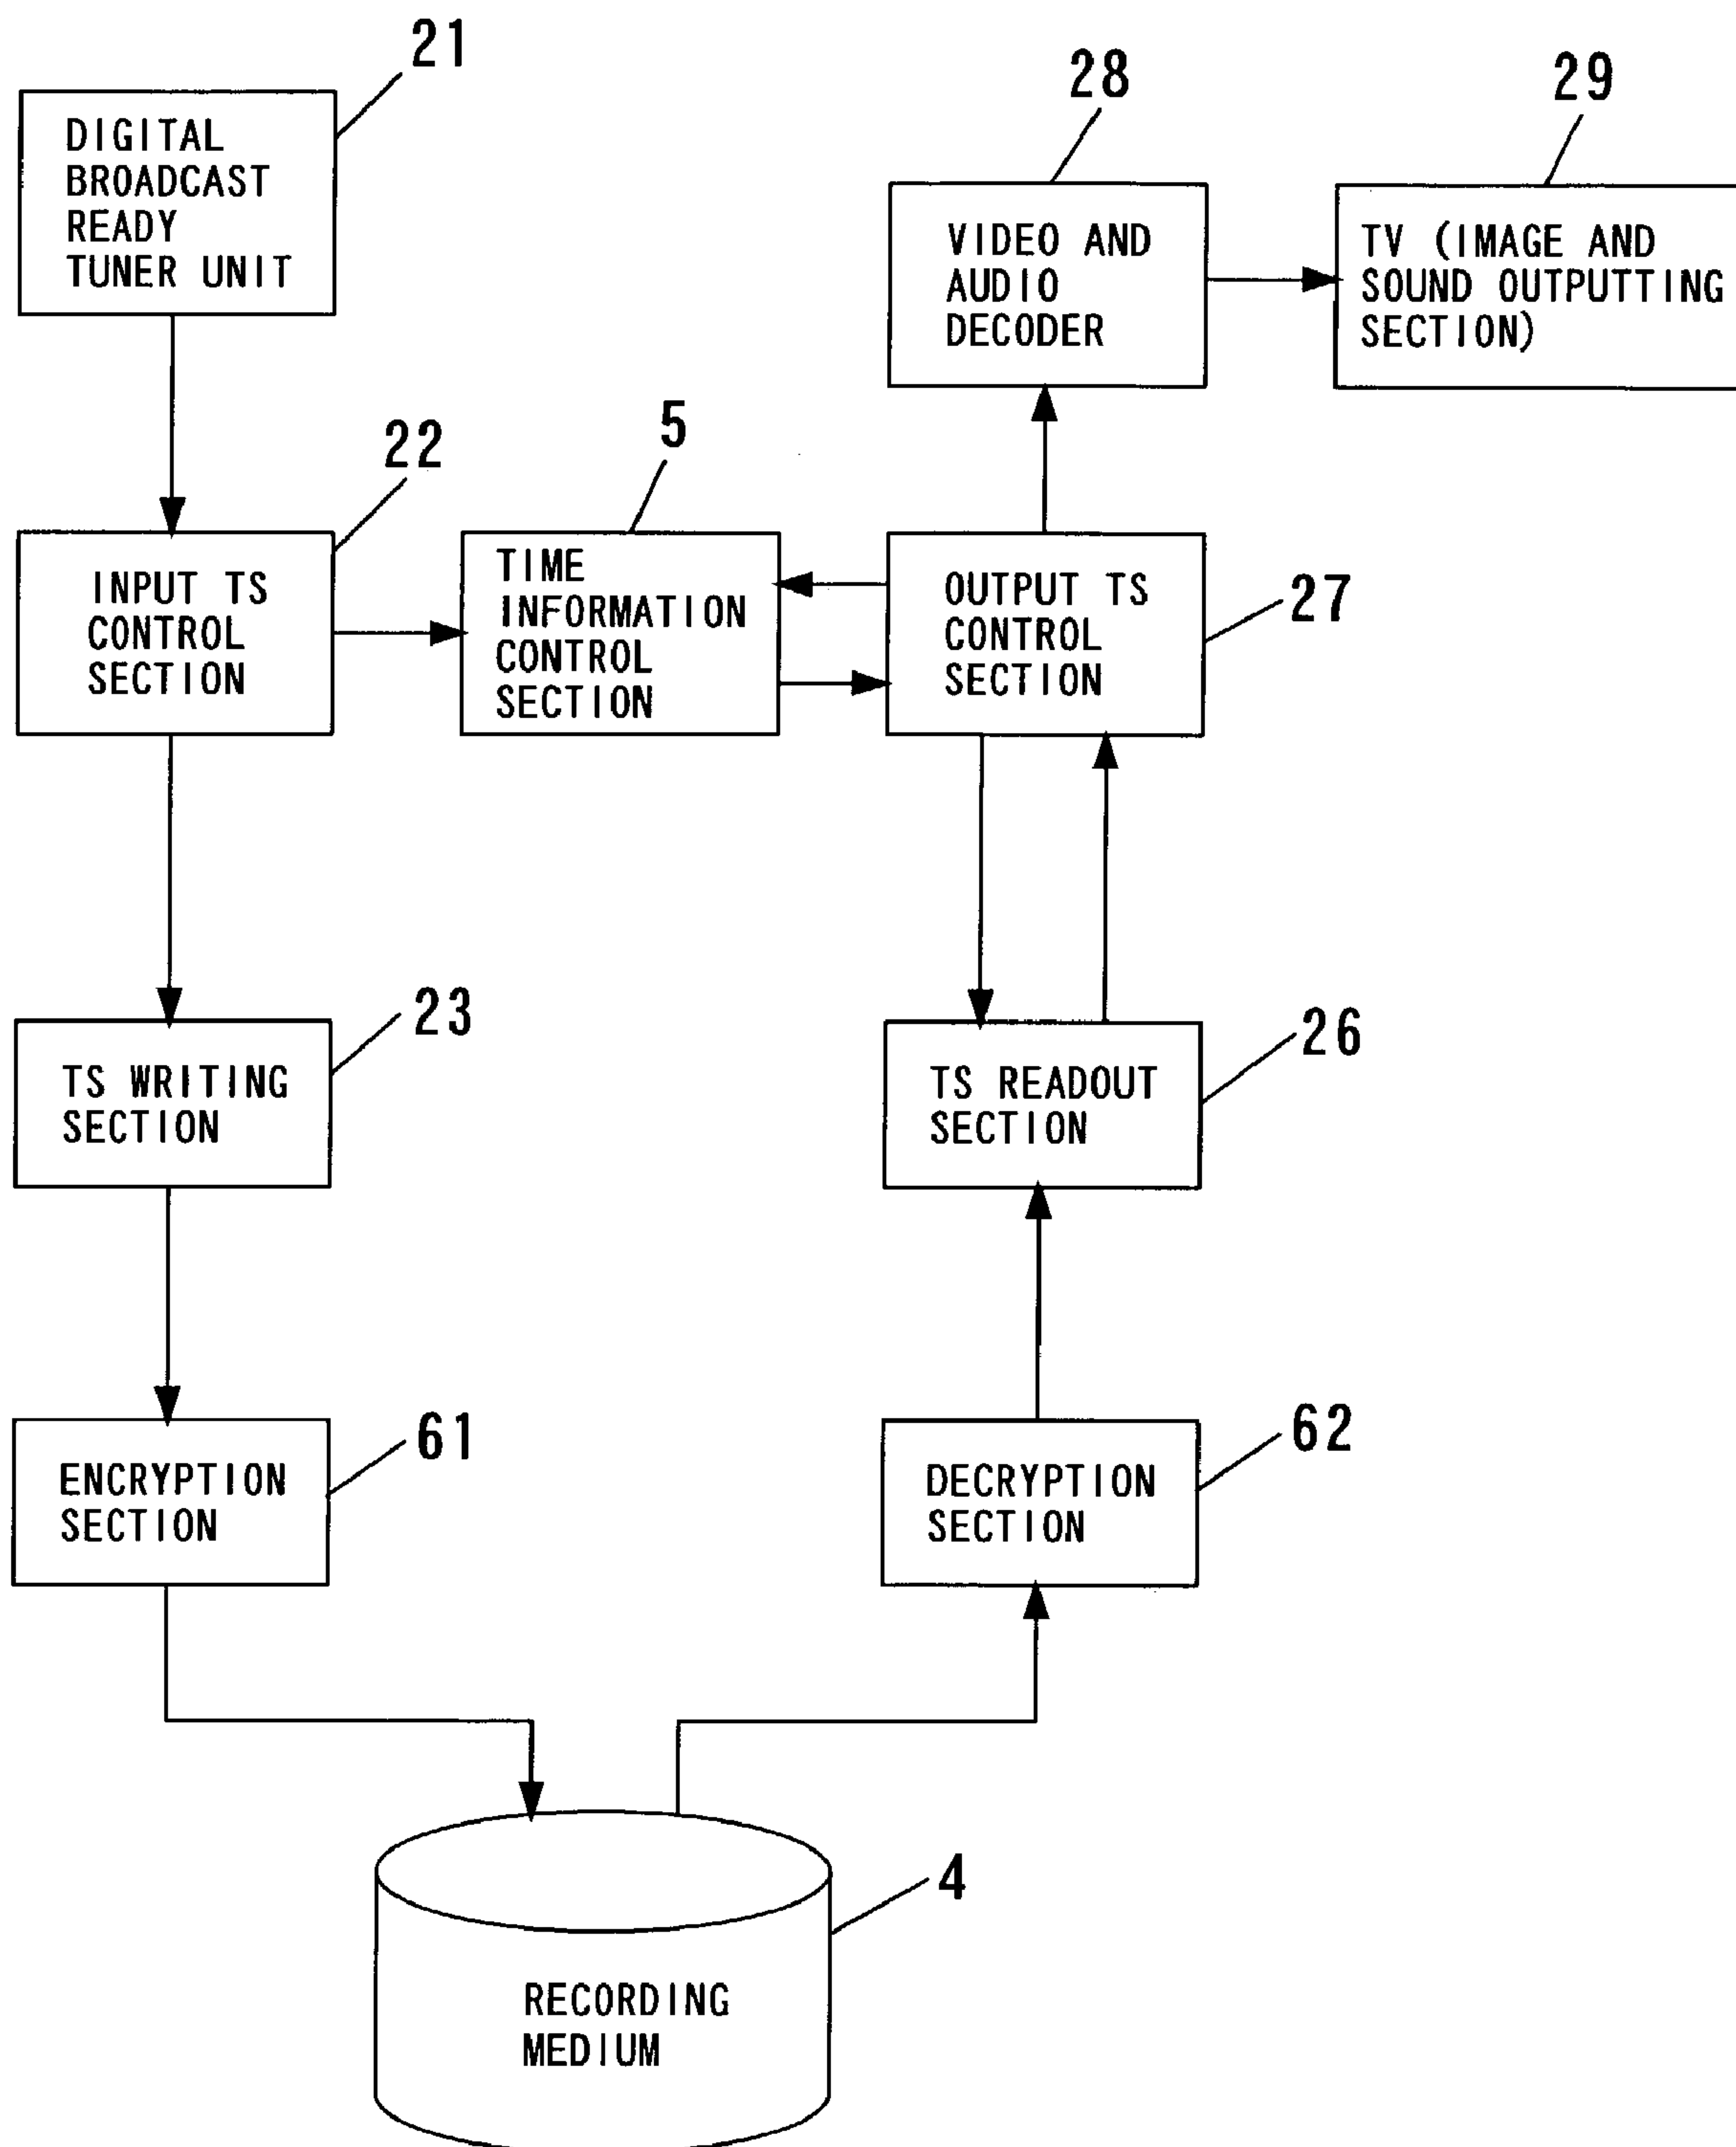 21
DIGITAL
BROADCAST
READY
TUNER UNIT
28
VIDEO AND
AUDIO
DECODER
29
TV (IMAGE AND
SOUND OUTPUTTING
SECTION)
22
INPUT TS
CONTROL
SECTION
5
TIME
INFORMATION
CONTROL
SECTION
OUTPUT TS
CONTROL
SECTION
27
23
TS WRITING
SECTION
TS READOUT
SECTION
26
ENCRYPTION
SECTION
61
DECRYPTION
SECTION
62
4
RECORDING
MEDIUM